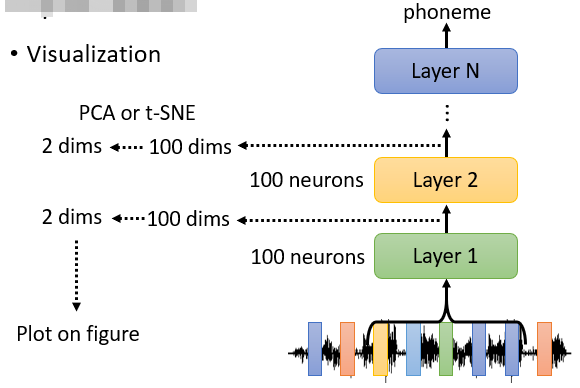 phoneme
• Visualization
Layer N
PCA or t-SNE
2 dims
100 dims
100 neurons
Layer 2
2 dims
100 dims
100 neurons
Layer 1
Plot on figure